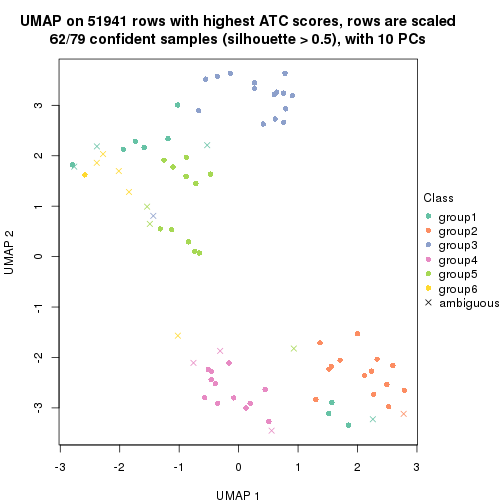 UMAP on 51941 rows with highest ATC scores, rows are scaled
62/79 confident samples (silhouette > 0.5), with 10 PCs
3
2
1
0
-1
-2
-3
UMAP 2
-3
-2
-1
0
1
2
3
UMAP 1
Class
group1
group2
group3
group4
group5
group6
ambiguous